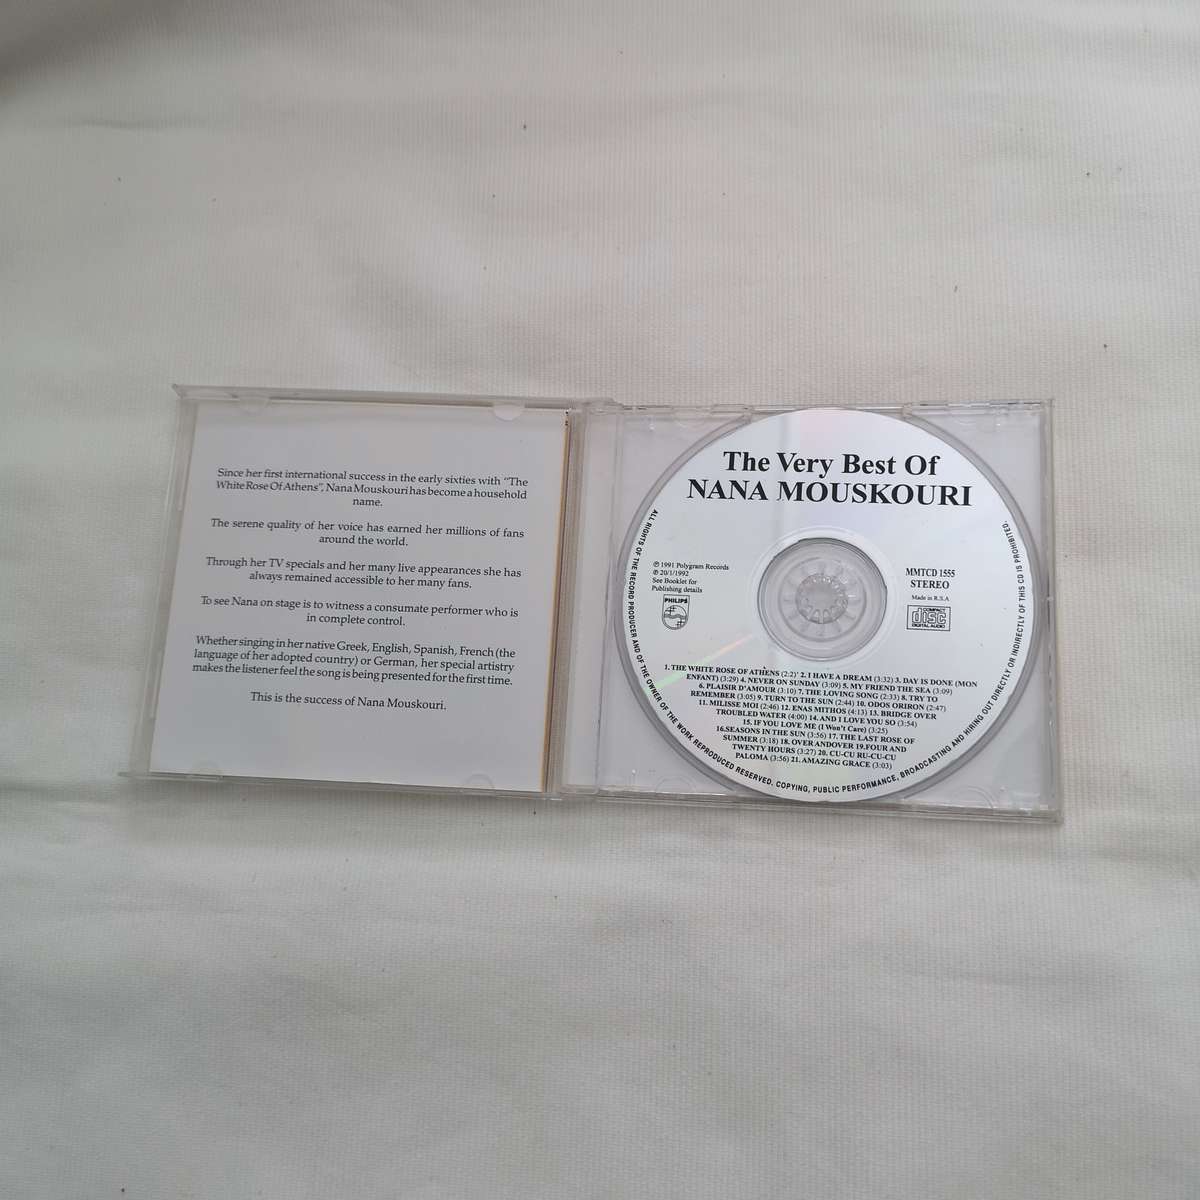 Since her first international success in the early sixties with "The
White Rose Of Athens", Nana Mouskouri has become a household
name.
The serene quality of her voice has earned her millions of fans
around the world.
Through her TV specials and her many live appearances she has
always remained accessible to her many fans.
To see Nana on stage is to witness a consumate performer who is
in complete control.
Whether singing in her native Greek, English, Spanish, French (the
language of her adopted country) or German, her special artistry
makes the listener feel the song is being presented for the first time.
This is the success of Nana Mouskouri.
The Very Best Of
NANA MOUSKOURI
℗ 1991 Polygram Records
℗ 20/1/1992
See Booklet for
Publishing details
PHILIPS
MMTCD 1555
STEREO
Made in R.S.A
COMPACT
disc
DIGITAL AUDIO
1. THE WHITE ROSE OF ATHENS (2:2)' 2. I HAVE A DREAM (3:32) 3. DAY IS DONE (MON
ENFANT) (3:29) 4. NEVER ON SUNDAY (3:09) 5. MY FRIEND THE SEA (3:09)
6. PLAISIR D'AMOUR (3:10) 7. THE LOVING SONG (2:33) 8. TRY TO
REMEMBER (3:05) 9. TURN TO THE SUN (2:44) 10. ODOS ORIRON (2:47)
11. MILISSE MOI (2:46) 12. ENAS MITHOS (4:13) 13. BRIDGE OVER
TROUBLED WATER (4:00) 14. AND I LOVE YOU SO (3:54)
15. IF YOU LOVE ME (I Won't Care) (3:25)
16.SEASONS IN THE SUN (3:56) 17. THE LAST ROSE OF
SUMMER (3:18) 18. OVER ANDOVER 19.FOUR AND
TWENTY HOURS (3:27) 20. CU-CU RU-CU-CU
PALOMA (3:56) 21. AMAZING GRACE (3:03)
ALL RIGHTS OF THE RECORD PRODUCER AND OF THE OWNER OF THE WORK REPRODUCED RESERVED. COPYING, PUBLIC PERFORMANCE, BROADCASTING AND HIRING OUT DIRECTLY OR INDIRECTLY OF THIS CD IS PROHIBITED.